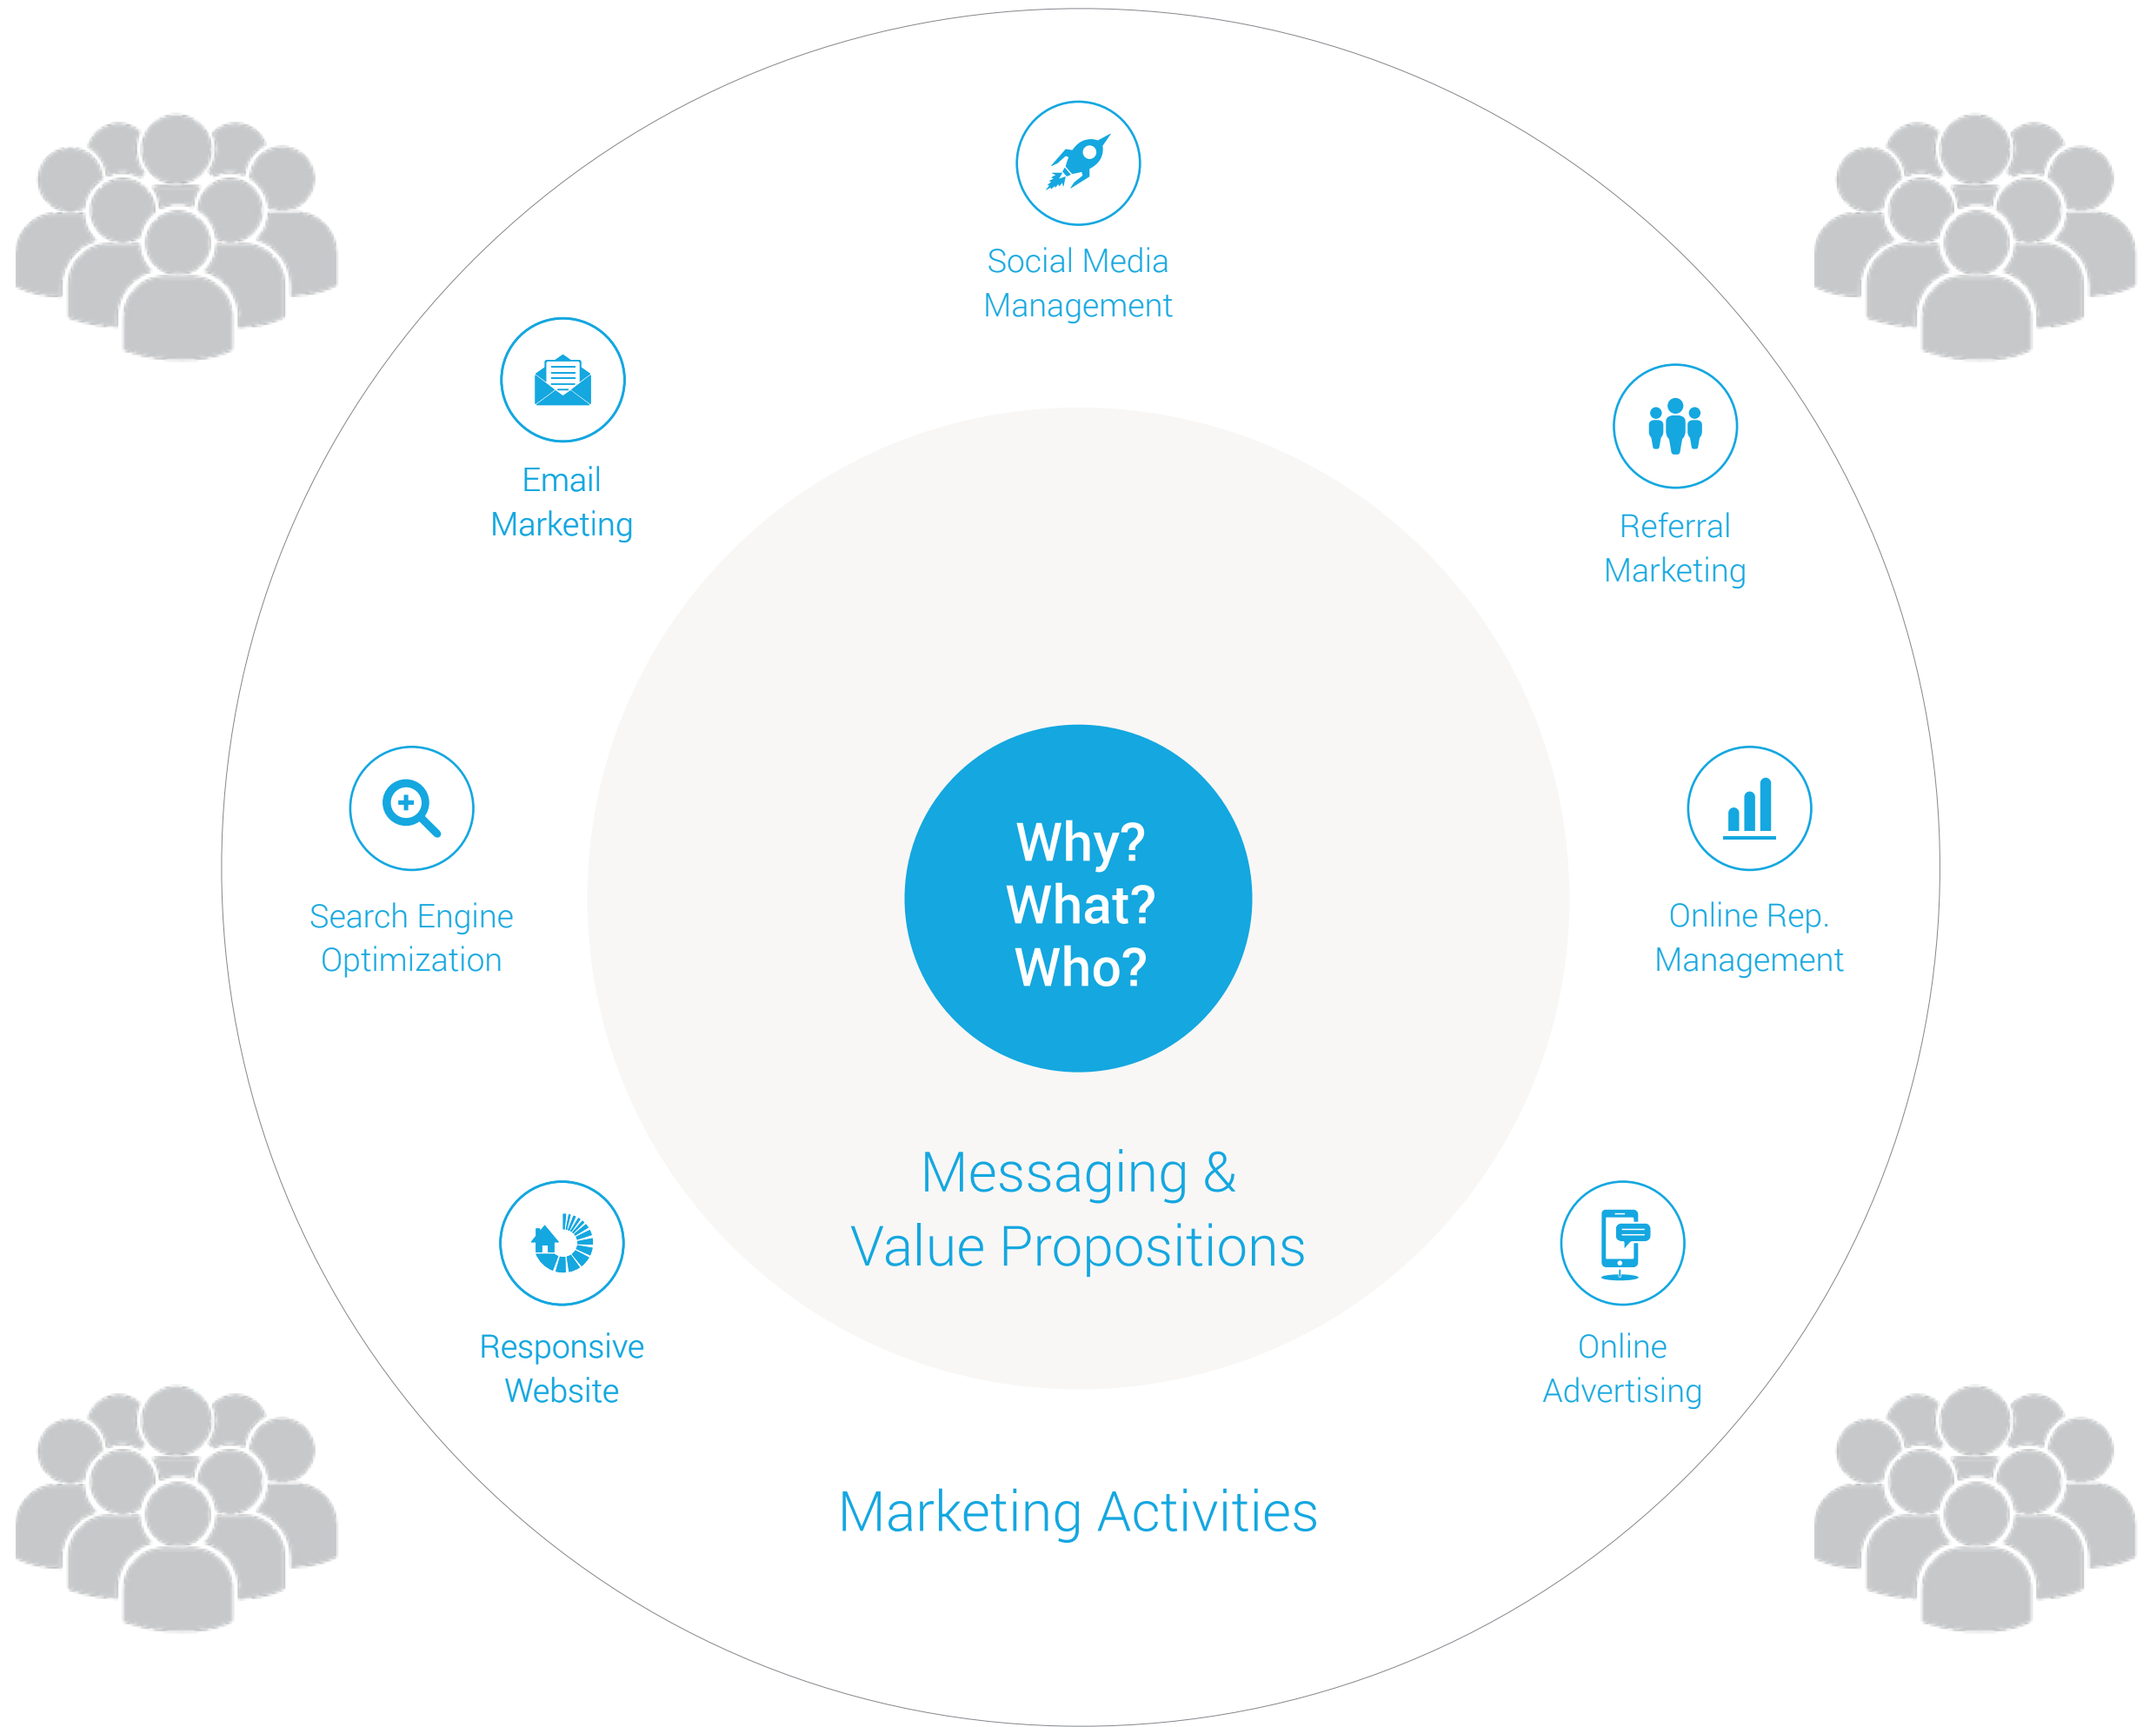 Social Media
Management
Email
Marketing
Referral
Marketing
Search Engine
Optimization
Why?
What?
Who?
Online Rep.
Management
Messaging &
Value Propositions
Responsive
Website
Online
Advertising
Marketing Activities